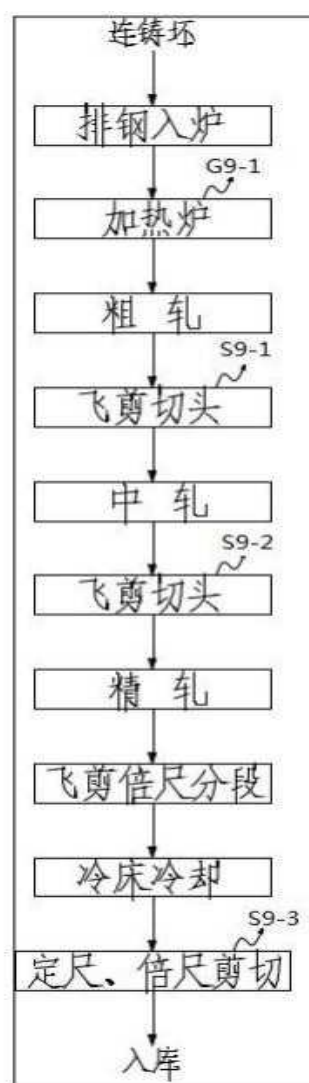 连铸坯
排钢入炉
G9-1
加热炉
粗 轧
S9-1
飞剪切头
中 轧
S9-2
飞剪切头
精 轧
飞剪倍尺分段
冷床冷却
S9-3
定尺、倍尺剪切
入库